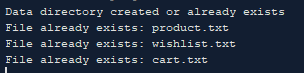 Data directory created or already exists
File already exists: product.txt
File already exists: wishlist.txt
File already exists: cart.txt